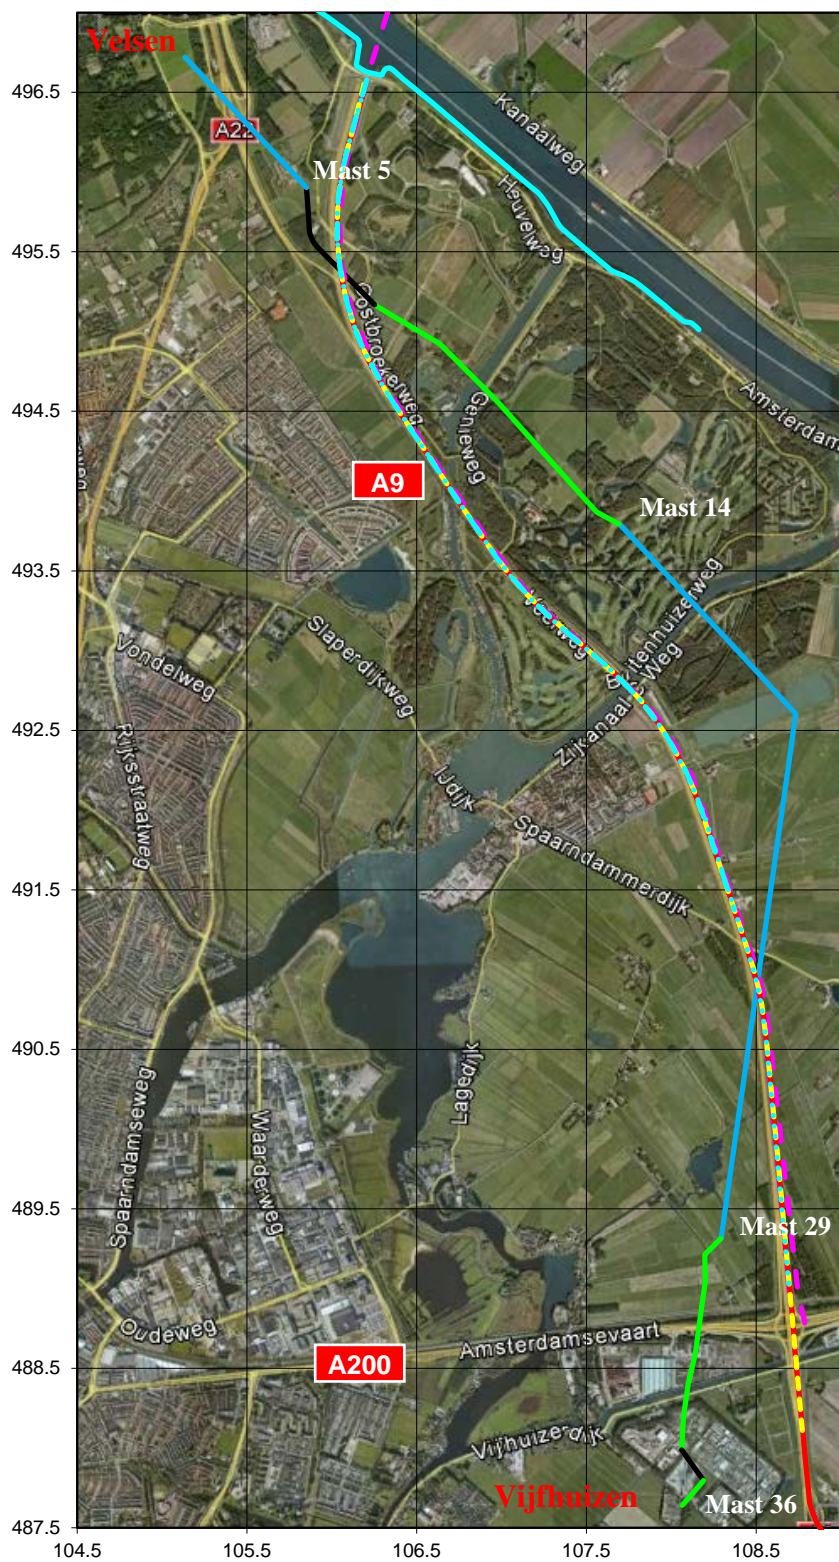 Velsen
496.5
Kanaalweg
A22
Mast 5
Heuvelweg
495.5
Oostbroekerweg
Amsterdam
494.5
Genieweg
A9
Mast 14
493.5
Veerweg
Buitenhuizerweg
Slaperdijkweg
Vondelweg
Zijkanaal C Weg
492.5
Rijksstraatweg
IJdijk
Spaarndammerdijk
491.5
490.5
Lagedijk
Spaarndamseweg
Waarderweg
489.5
Mast 29
Oudeweg
Amsterdamsevaart
488.5
A200
Vijfhuizerdijk
Vijfhuizen
Mast 36
487.5
104.5 105.5 106.5 107.5 108.5